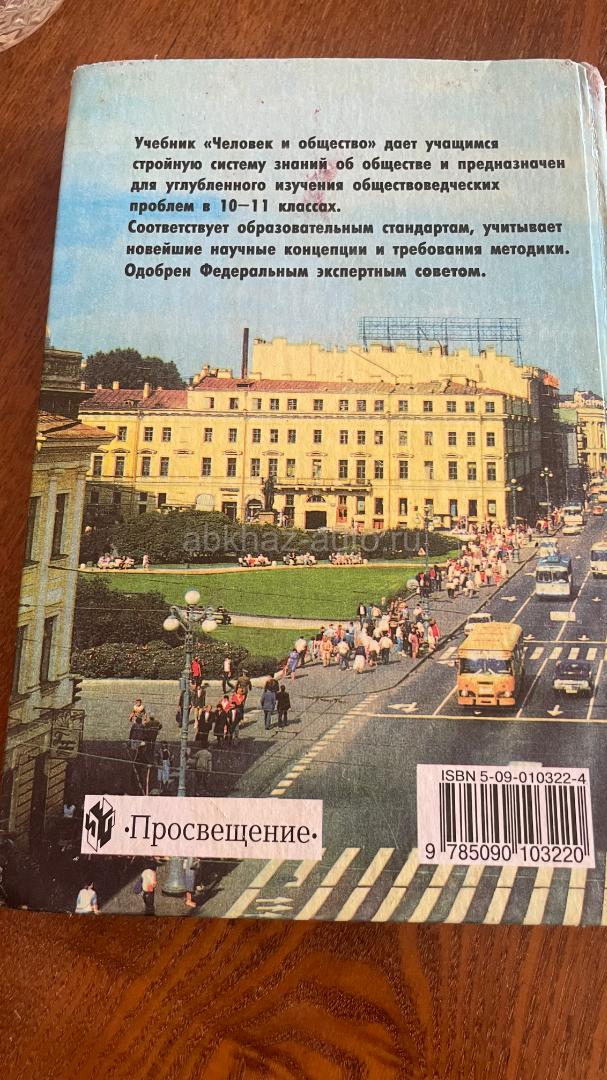 Учебник «Человек и общество» дает учащимся
стройную систему знаний об обществе и предназначен
для углубленного изучения обществоведческих
проблем в 10—11 классах.
Соответствует образовательным стандартам, учитывает
новейшие научные концепции и требования методики.
Одобрен Федеральным экспертным советом.
abkhaz-auto.ru
ISBN 5-09-010322-4
·Просвещение·
9 785090 103220